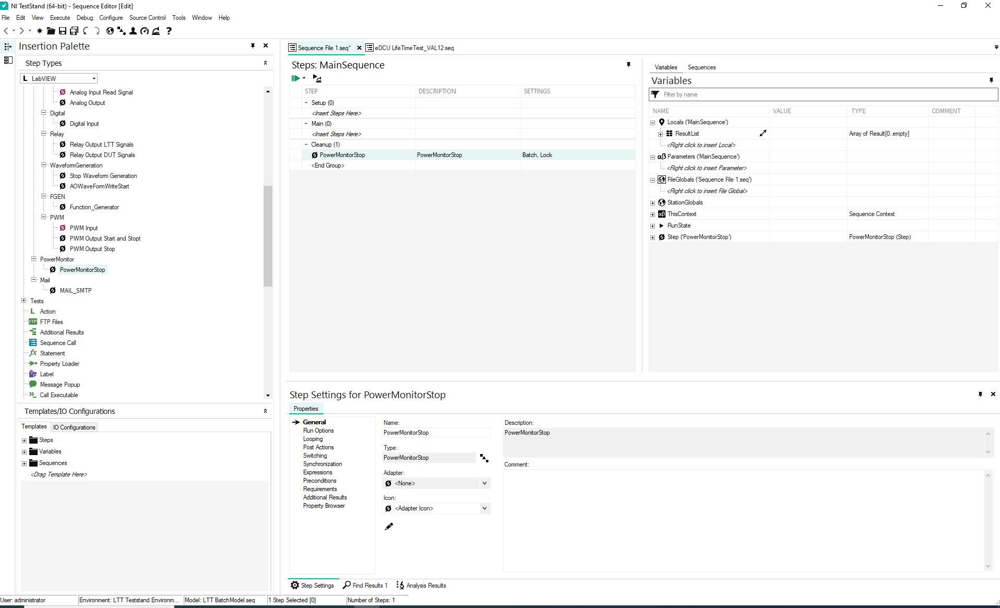 NI TestStand (64-bit) - Sequence Editor [Edit]
File Edit View Execute Debug Configure Source Control Tools Window Help
Insertion Palette
Step Types
L LabVIEW
Analog Input Read Signal
Analog Output
Digital
Digital Input
Relay
Relay Output LTT Signals
Relay Output DUT Signals
WaveformGeneration
Stop Waveform Generation
AOWaveFormWriteStart
FGEN
Function_Generator
PWM
PWM Input
PWM Output Start and Stopt
PWM Output Stop
PowerMonitor
PowerMonitorStop
Mail
MAIL_SMTP
Tests
L Action
FTP FTP Files
Additional Results
Sequence Call
fx Statement
Property Loader
Label
Message Popup
Call Executable
Templates/IO Configurations
Templates IO Configurations
Steps
Variables
Sequences
<Drag Template Here>
Sequence File 1.seq* eDCU LifeTimeTest_VAL12.seq
Steps: MainSequence
STEP DESCRIPTION SETTINGS
Setup (0)
<Insert Steps Here>
Main (0)
<Insert Steps Here>
Cleanup (1)
PowerMonitorStop PowerMonitorStop Batch, Lock
<End Group>
Variables Sequences
Variables
Filter by name
NAME VALUE TYPE COMMENT
Locals ('MainSequence')
ResultList Array of Result[0..empty]
<Right click to insert Local>
αβ Parameters ('MainSequence')
<Right click to insert Parameter>
FileGlobals ('Sequence File 1.seq')
<Right click to insert File Global>
StationGlobals
αβ ThisContext Sequence Context
RunState
Step ('PowerMonitorStop') PowerMonitorStop (Step)
Step Settings for PowerMonitorStop
Properties
General
Run Options
Looping
Post Actions
Switching
Synchronization
Expressions
Preconditions
Requirements
Additional Results
Property Browser
Name:
PowerMonitorStop
Type:
PowerMonitorStop
Adapter:
<None>
Icon:
<Adapter Icon>
Description:
PowerMonitorStop
Comment:
Step Settings Find Results 1 Analysis Results
User: administrator Environment: LTT Teststand Environm... Model: LTT BatchModel.seq 1 Step Selected [0] Number of Steps: 1